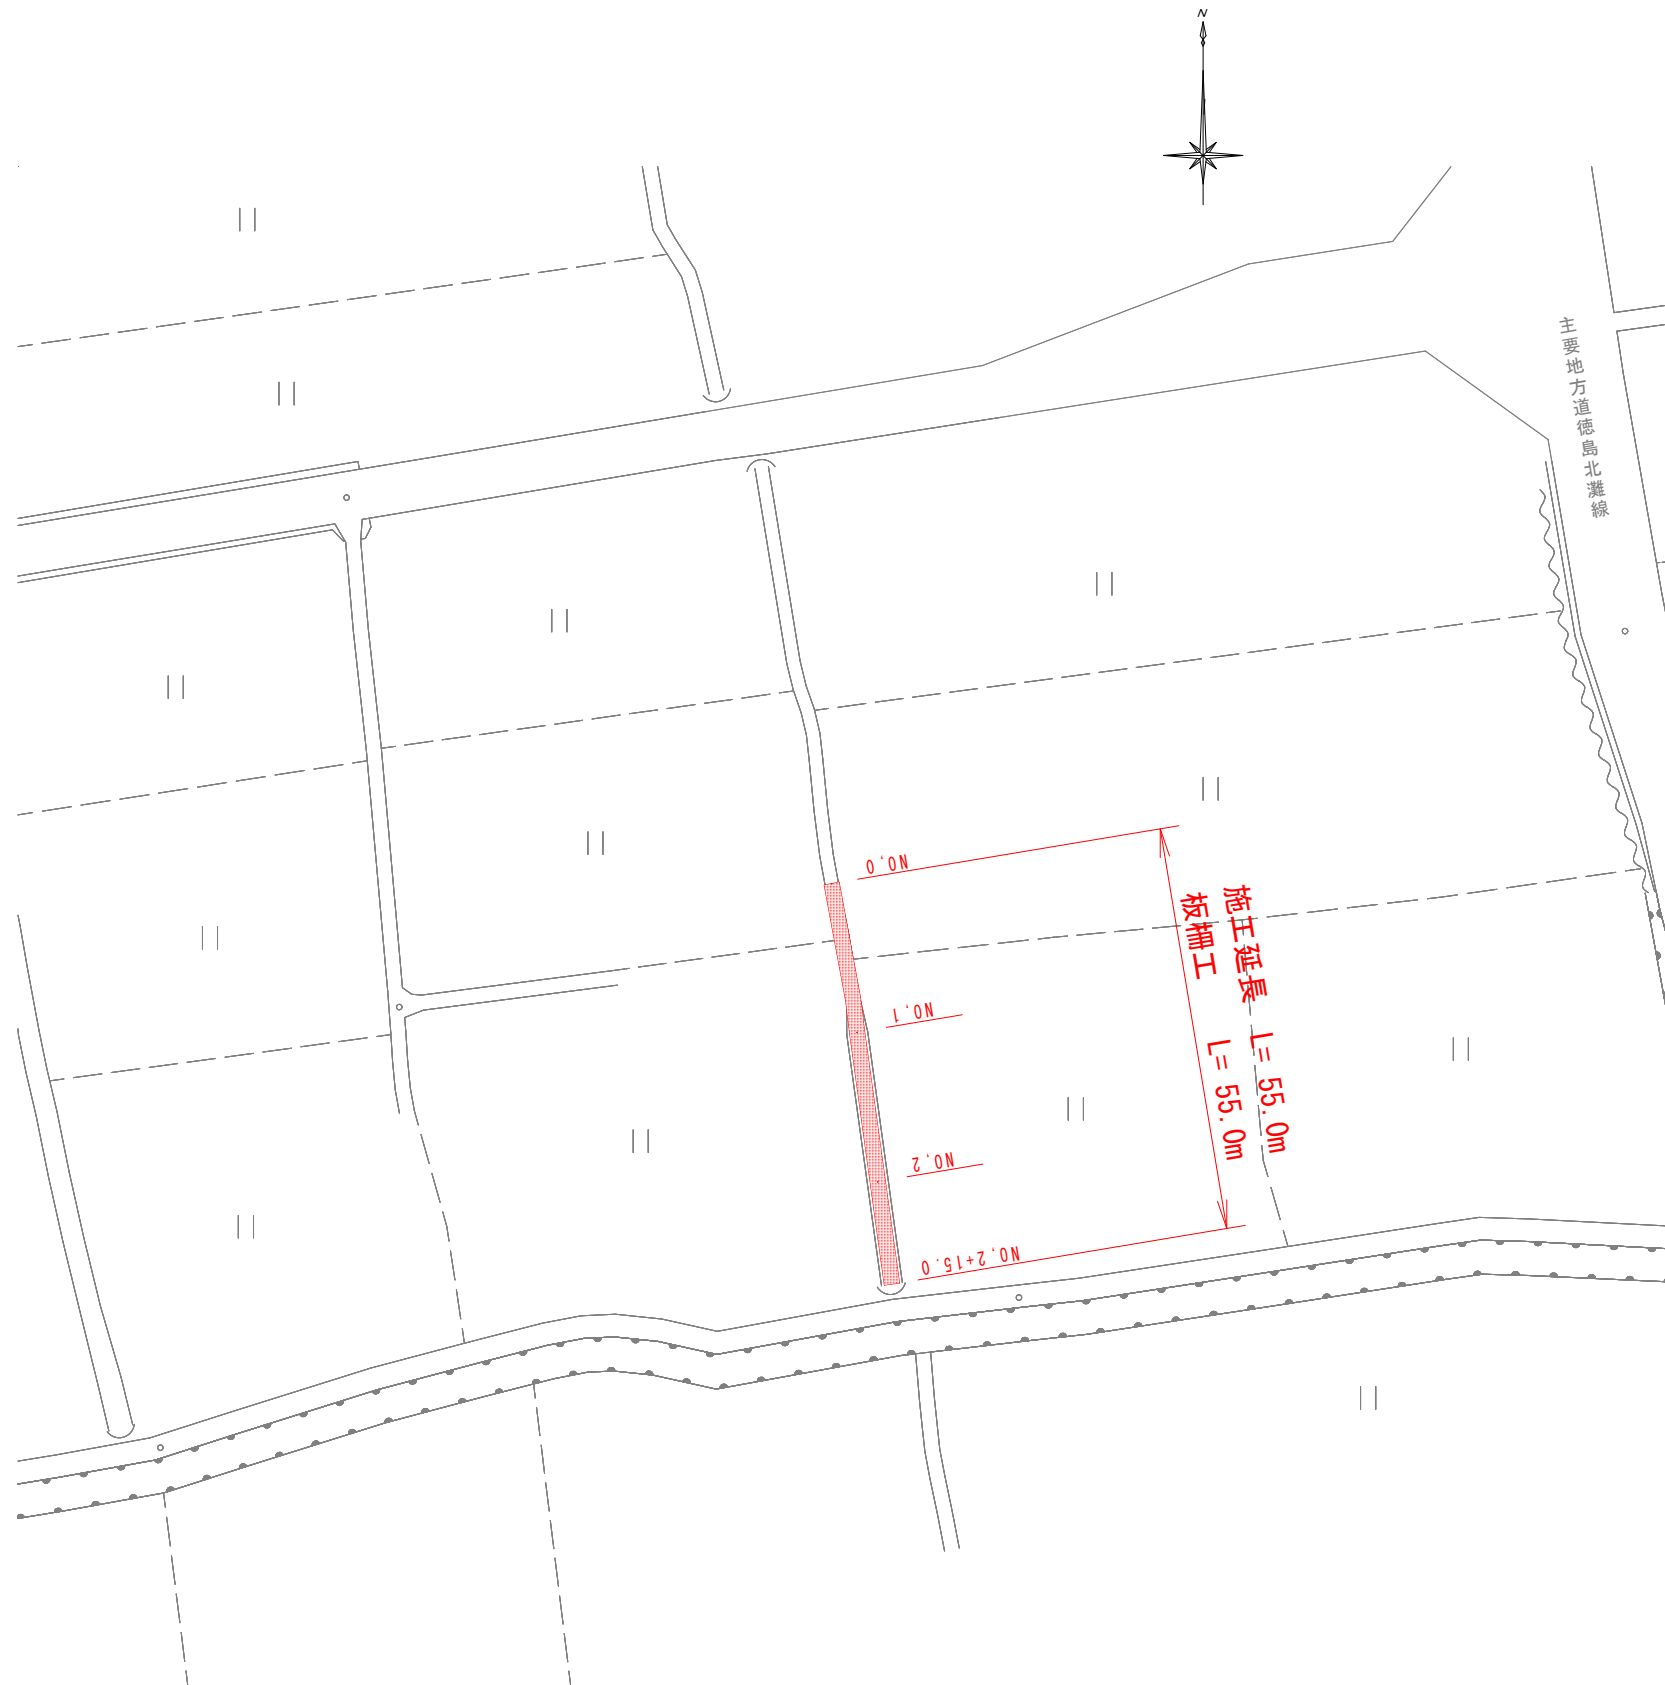 N
主要地方道徳島北灘線
NO.0
施工延長 L= 55.0m
板柵工 L= 55.0m
NO.1
NO.2
NO.2+15.0